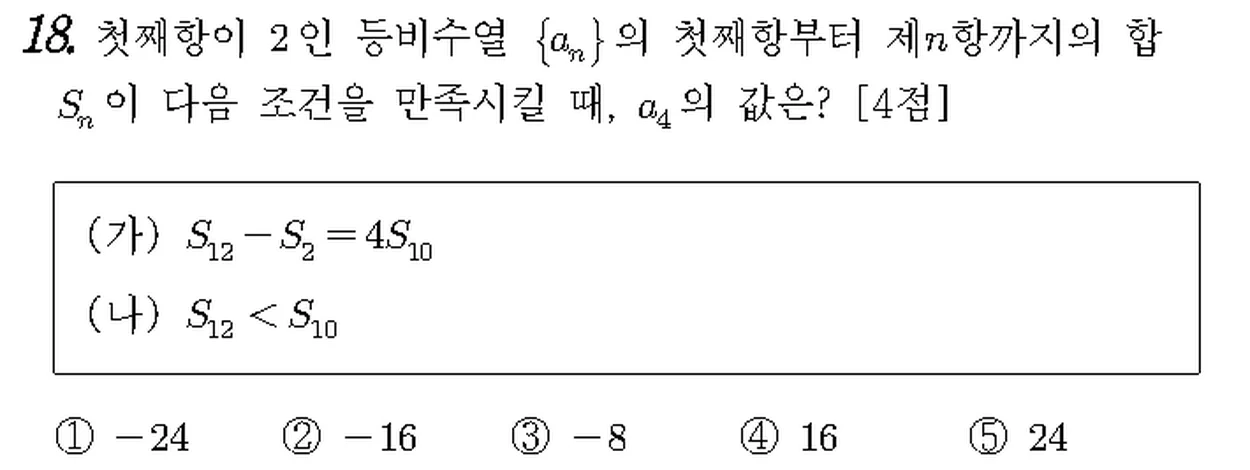 18. 첫째항이 2인 등비수열 {aₙ}의 첫째항부터 제n항까지의 합
Sₙ이 다음 조건을 만족시킬 때, a₄의 값은? [4점]
(가) S₁₂ − S₂ = 4S₁₀
(나) S₁₂ < S₁₀
① −24 ② −16 ③ −8 ④ 16 ⑤ 24